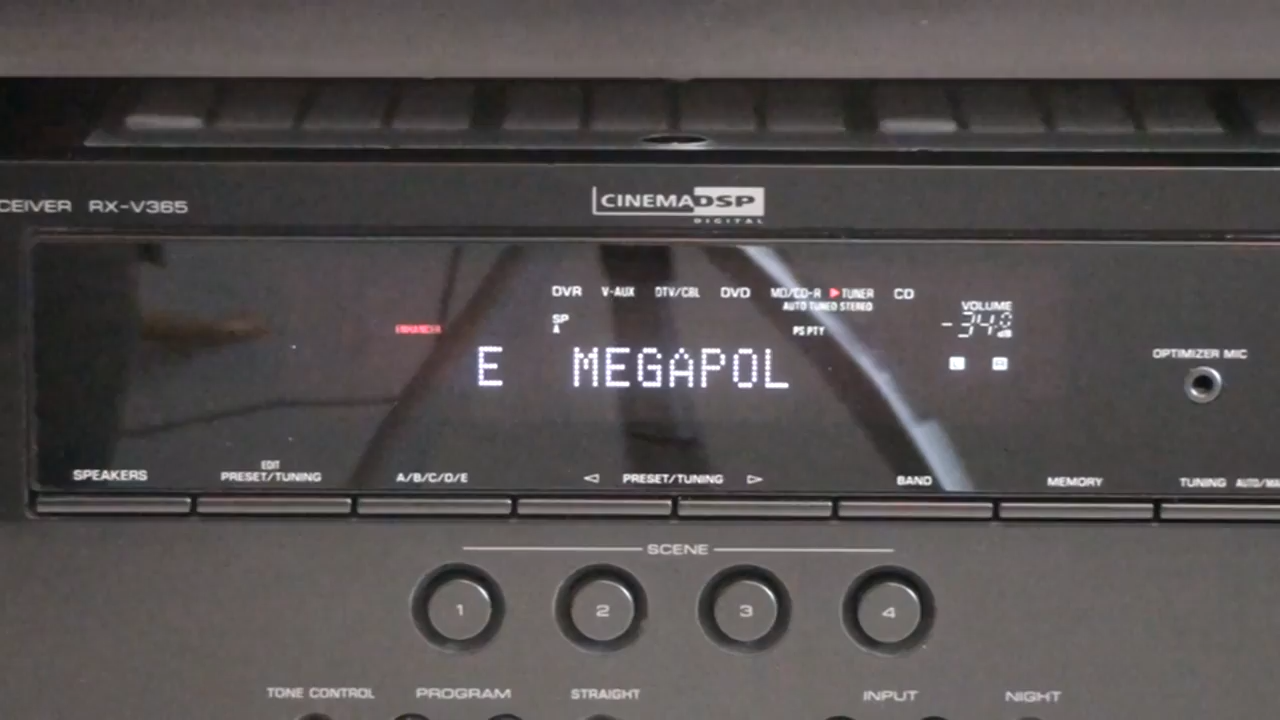 CEIVER RX-V365
CINEMA DSP
DIGITAL
DVR V-AUX DTV/CBL DVD MD/CD-R TUNER CD
AUTO TUNED STEREO
VOLUME
SP
A
PS PTY
-34.0
dB
E MEGAPOL
L R
OPTIMIZER MIC
SPEAKERS
EDIT
PRESET/TUNING
A/B/C/D/E
◁ PRESET/TUNING ▷
BAND
MEMORY
TUNING AUTO/MA
SCENE
1 2 3 4
TONE CONTROL PROGRAM STRAIGHT INPUT NIGHT